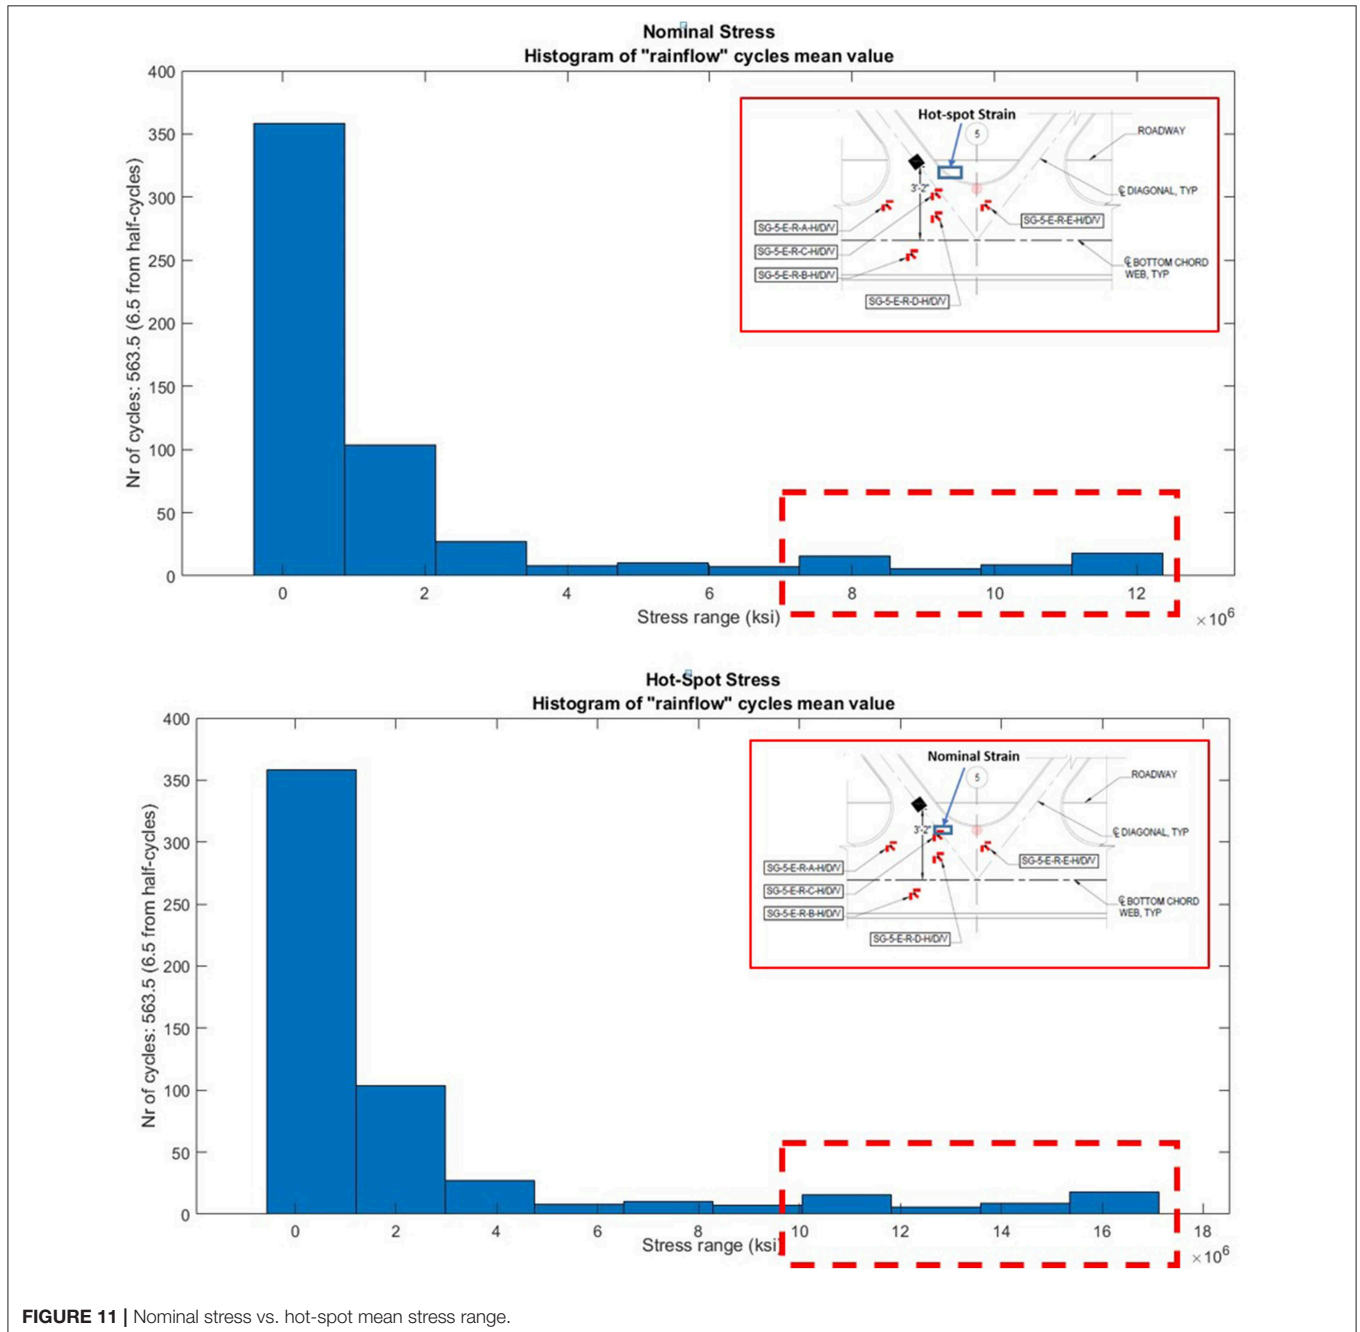 Nominal Stress
Histogram of "rainflow" cycles mean value
400
350
300
250
200
150
100
50
0
Nr of cycles: 563.5 (6.5 from half-cycles)
0 2 4 6 8 10 12
Stress range (ksi)
×10⁶
Hot-spot Strain
5
ROADWAY
3'-2"
℄ DIAGONAL, TYP
SG-5-E-R-A-H/D/V
SG-5-E-R-E-H/D/V
SG-5-E-R-C-H/D/V
℄ BOTTOM CHORD
WEB, TYP
SG-5-E-R-B-H/D/V
SG-5-E-R-D-H/D/V
Hot-Spot Stress
Histogram of "rainflow" cycles mean value
400
350
300
250
200
150
100
50
0
Nr of cycles: 563.5 (6.5 from half-cycles)
0 2 4 6 8 10 12 14 16 18
Stress range (ksi)
×10⁶
Nominal Strain
5
ROADWAY
3'-2"
℄ DIAGONAL, TYP
SG-5-E-R-A-H/D/V
SG-5-E-R-E-H/D/V
SG-5-E-R-C-H/D/V
℄ BOTTOM CHORD
WEB, TYP
SG-5-E-R-B-H/D/V
SG-5-E-R-D-H/D/V
FIGURE 11 | Nominal stress vs. hot-spot mean stress range.